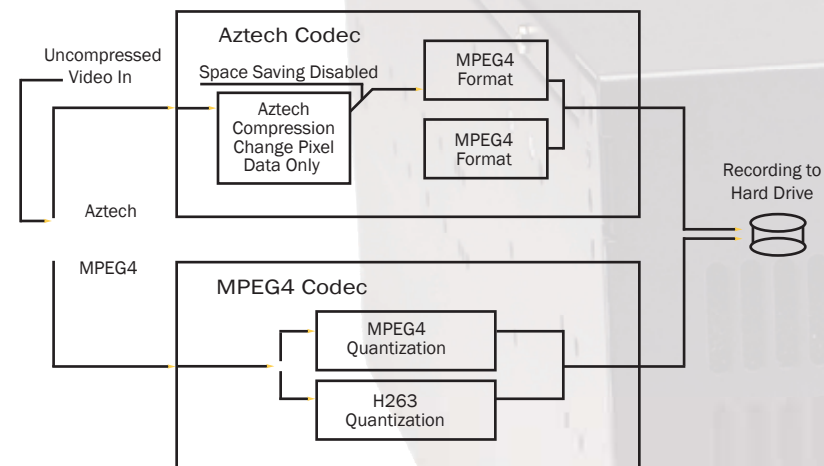 Aztech Codec
Uncompressed
Video In
Space Saving Disabled
MPEG4
Format
Aztech
Compression
Change Pixel
Data Only
MPEG4
Format
Recording to
Hard Drive
Aztech
MPEG4
MPEG4 Codec
MPEG4
Quantization
H263
Quantization